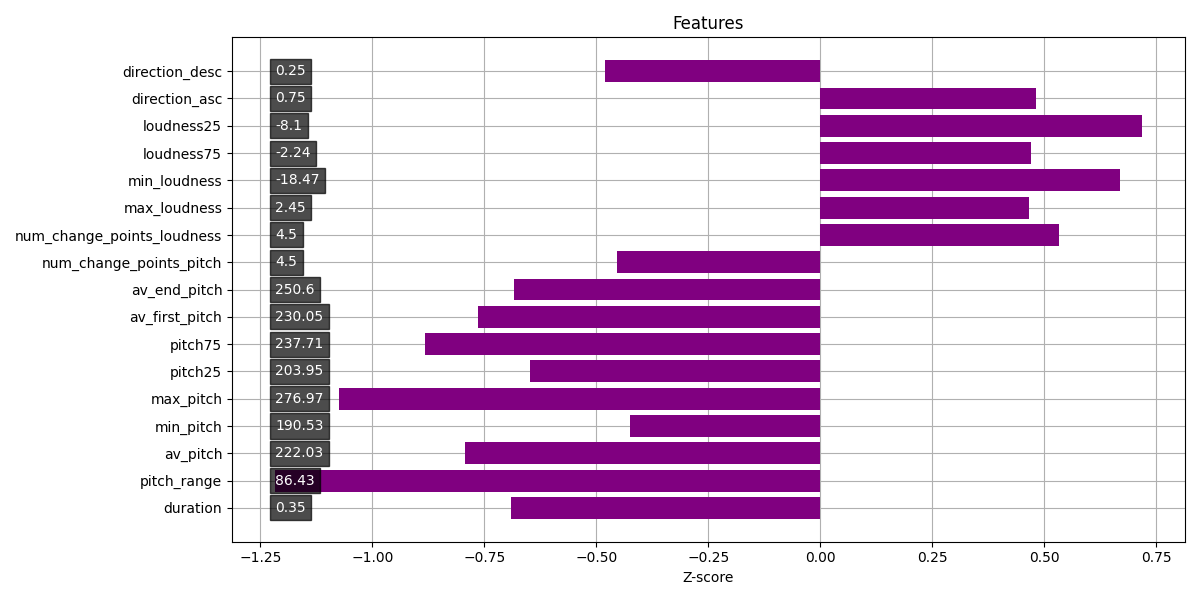 Features
direction_desc 0.25
direction_asc 0.75
loudness25 -8.1
loudness75 -2.24
min_loudness -18.47
max_loudness 2.45
num_change_points_loudness 4.5
num_change_points_pitch 4.5
av_end_pitch 250.6
av_first_pitch 230.05
pitch75 237.71
pitch25 203.95
max_pitch 276.97
min_pitch 190.53
av_pitch 222.03
pitch_range 86.43
duration 0.35
−1.25 −1.00 −0.75 −0.50 −0.25 0.00 0.25 0.50 0.75
Z-score